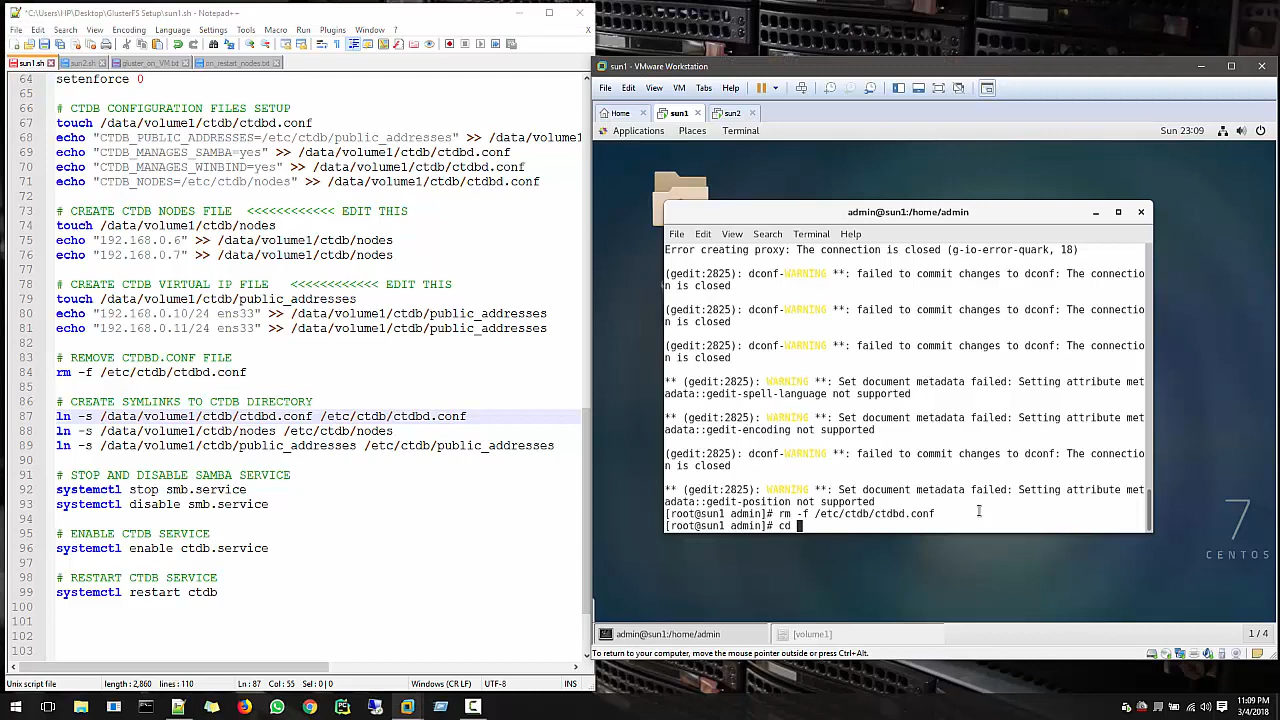 *C:\Users\HP\Desktop\GlusterFS Setup\sun1.sh - Notepad++
File Edit Search View Encoding Language Settings Tools Macro Run Plugins Window ?
X
sun1.sh
sun2.sh
gluster_on_VM.txt
on_restart_nodes.txt
64 setenforce 0
65
66 # CTDB CONFIGURATION FILES SETUP
67 touch /data/volume1/ctdb/ctdbd.conf
68 echo "CTDB_PUBLIC_ADDRESSES=/etc/ctdb/public_addresses" >> /data/volume1
69 echo "CTDB_MANAGES_SAMBA=yes" >> /data/volume1/ctdb/ctdbd.conf
70 echo "CTDB_MANAGES_WINBIND=yes" >> /data/volume1/ctdb/ctdbd.conf
71 echo "CTDB_NODES=/etc/ctdb/nodes" >> /data/volume1/ctdb/ctdbd.conf
72
73 # CREATE CTDB NODES FILE <<<<<<<<<<<< EDIT THIS
74 touch /data/volume1/ctdb/nodes
75 echo "192.168.0.6" >> /data/volume1/ctdb/nodes
76 echo "192.168.0.7" >> /data/volume1/ctdb/nodes
77
78 # CREATE CTDB VIRTUAL IP FILE <<<<<<<<<<<< EDIT THIS
79 touch /data/volume1/ctdb/public_addresses
80 echo "192.168.0.10/24 ens33" >> /data/volume1/ctdb/public_addresses
81 echo "192.168.0.11/24 ens33" >> /data/volume1/ctdb/public_addresses
82
83 # REMOVE CTDBD.CONF FILE
84 rm -f /etc/ctdb/ctdbd.conf
85
86 # CREATE SYMLINKS TO CTDB DIRECTORY
87 ln -s /data/volume1/ctdb/ctdbd.conf /etc/ctdb/ctdbd.conf
88 ln -s /data/volume1/ctdb/nodes /etc/ctdb/nodes
89 ln -s /data/volume1/ctdb/public_addresses /etc/ctdb/public_addresses
90
91 # STOP AND DISABLE SAMBA SERVICE
92 systemctl stop smb.service
93 systemctl disable smb.service
94
95 # ENABLE CTDB SERVICE
96 systemctl enable ctdb.service
97
98 # RESTART CTDB SERVICE
99 systemctl restart ctdb
100
101
102
103
Unix script file length : 2,860 lines : 110 Ln : 87 Col : 55 Sel : 0 | 0 Windows (CR LF) UTF-8 INS
sun1 - VMware Workstation
File Edit View VM Tabs Help
Home sun1 sun2
Applications Places Terminal Sun 23:09
admin@sun1:/home/admin
File Edit View Search Terminal Help
Error creating proxy: The connection is closed (g-io-error-quark, 18)
(gedit:2825): dconf-WARNING **: failed to commit changes to dconf: The connectio
n is closed
(gedit:2825): dconf-WARNING **: failed to commit changes to dconf: The connectio
n is closed
(gedit:2825): dconf-WARNING **: failed to commit changes to dconf: The connectio
n is closed
** (gedit:2825): WARNING **: Set document metadata failed: Setting attribute met
adata::gedit-spell-language not supported
** (gedit:2825): WARNING **: Set document metadata failed: Setting attribute met
adata::gedit-encoding not supported
(gedit:2825): dconf-WARNING **: failed to commit changes to dconf: The connectio
n is closed
** (gedit:2825): WARNING **: Set document metadata failed: Setting attribute met
adata::gedit-position not supported
[root@sun1 admin]# rm -f /etc/ctdb/ctdbd.conf
[root@sun1 admin]# cd
7
CENTOS
admin@sun1:/home/admin
[volume1]
1 / 4
To return to your computer, move the mouse pointer outside or press Ctrl+Alt.
11:09 PM
3/4/2018